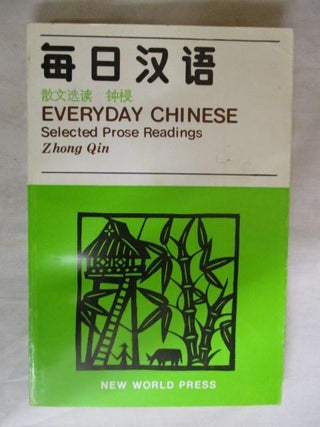 每日汉语
散文选读 钟梫
EVERYDAY CHINESE
Selected Prose Readings
Zhong Qin
NEW WORLD PRESS